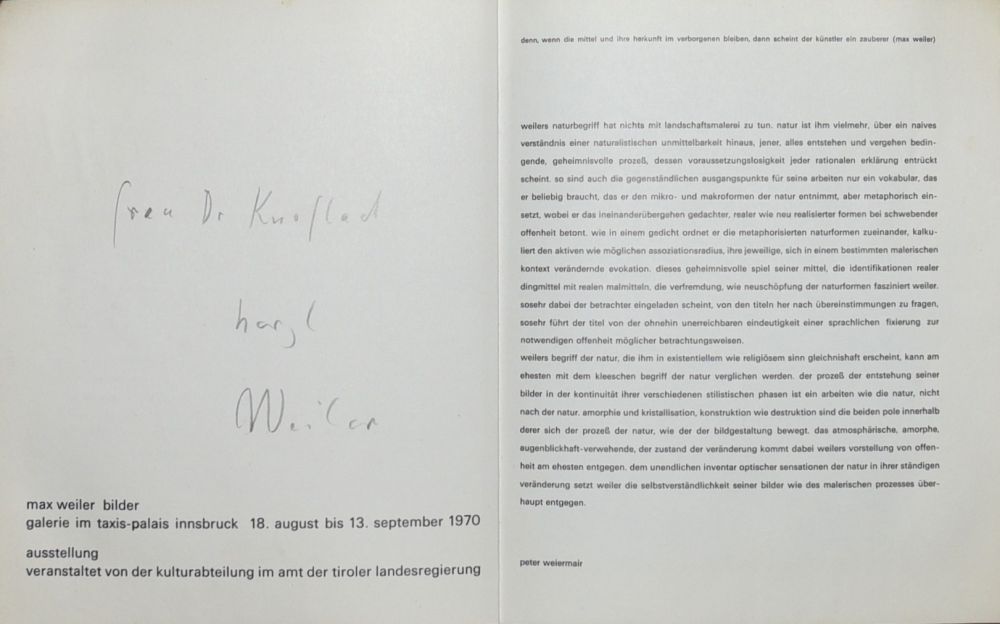 frau Dr Knoflach
herzl
Weiler
max weiler bilder
galerie im taxis-palais innsbruck 18. august bis 13. september 1970
ausstellung
veranstaltet von der kulturabteilung im amt der tiroler landesregierung
denn, wenn die mittel und ihre herkunft im verborgenen bleiben, dann scheint der künstler ein zauberer (max weiler)
weilers naturbegriff hat nichts mit landschaftsmalerei zu tun. natur ist ihm vielmehr, über ein naives
verständnis einer naturalistischen unmittelbarkeit hinaus, jener, alles entstehen und vergehen bedin-
gende, geheimnisvolle prozeß, dessen voraussetzungslosigkeit jeder rationalen erklärung entrückt
scheint. so sind auch die gegenständlichen ausgangspunkte für seine arbeiten nur ein vokabular, das
er beliebig braucht, das er den mikro- und makroformen der natur entnimmt, aber metaphorisch ein-
setzt, wobei er das ineinanderübergehen gedachter, realer wie neu realisierter formen bei schwebender
offenheit betont. wie in einem gedicht ordnet er die metaphorisierten naturformen zueinander, kalku-
liert den aktiven wie möglichen assoziationsradius, ihre jeweilige, sich in einem bestimmten malerischen
kontext verändernde evokation. dieses geheimnisvolle spiel seiner mittel, die identifikationen realer
dingmittel mit realen malmitteln, die verfremdung, wie neuschöpfung der naturformen fasziniert weiler.
sosehr dabei der betrachter eingeladen scheint, von den titeln her nach übereinstimmungen zu fragen,
sosehr führt der titel von der ohnehin unerreichbaren eindeutigkeit einer sprachlichen fixierung zur
notwendigen offenheit möglicher betrachtungsweisen.
weilers begriff der natur, die ihm in existentiellem wie religiösem sinn gleichnishaft erscheint, kann am
ehesten mit dem kleeschen begriff der natur verglichen werden. der prozeß der entstehung seiner
bilder in der kontinuität ihrer verschiedenen stilistischen phasen ist ein arbeiten wie die natur, nicht
nach der natur. amorphie und kristallisation, konstruktion wie destruktion sind die beiden pole innerhalb
derer sich der prozeß der natur, wie der der bildgestaltung bewegt. das atmosphärische, amorphe,
augenblickhaft-verwehende, der zustand der veränderung kommt dabei weilers vorstellung von offen-
heit am ehesten entgegen. dem unendlichen inventar optischer sensationen der natur in ihrer ständigen
veränderung setzt weiler die selbstverständlichkeit seiner bilder wie des malerischen prozesses über-
haupt entgegen.
peter weiermair